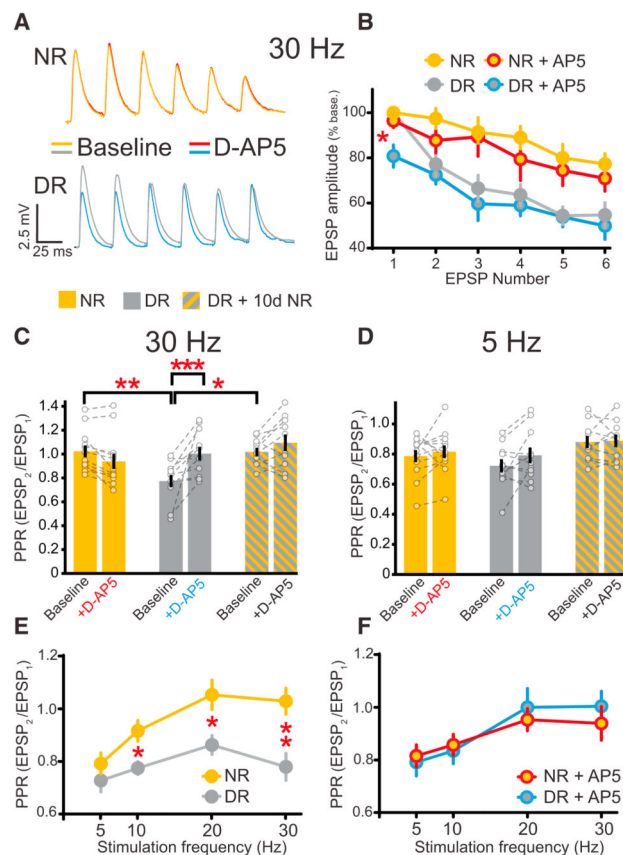 A
NR
30 Hz
Baseline
D-AP5
DR
2.5 mV
25 ms
B
NR
NR + AP5
DR
DR + AP5
EPSP amplitude (% base.)
100
80
60
40
*
1 2 3 4 5 6
EPSP Number
NR
DR
DR + 10d NR
C
30 Hz
***
**
*
PPR (EPSP₂/EPSP₁)
1.4
1.2
1.0
0.8
0.6
0.4
0.2
0
Baseline
+D-AP5
Baseline
+D-AP5
Baseline
+D-AP5
D
5 Hz
PPR (EPSP₂/EPSP₁)
1.2
1.0
0.8
0.6
0.4
0.2
0
Baseline
+D-AP5
Baseline
+D-AP5
Baseline
+D-AP5
E
PPR (EPSP₂/EPSP₁)
1.2
1.0
0.8
0.6
*
*
**
NR
DR
5 10 20 30
Stimulation frequency (Hz)
F
PPR (EPSP₂/EPSP₁)
1.2
1.0
0.8
0.6
NR + AP5
DR + AP5
5 10 20 30
Stimulation frequency (Hz)